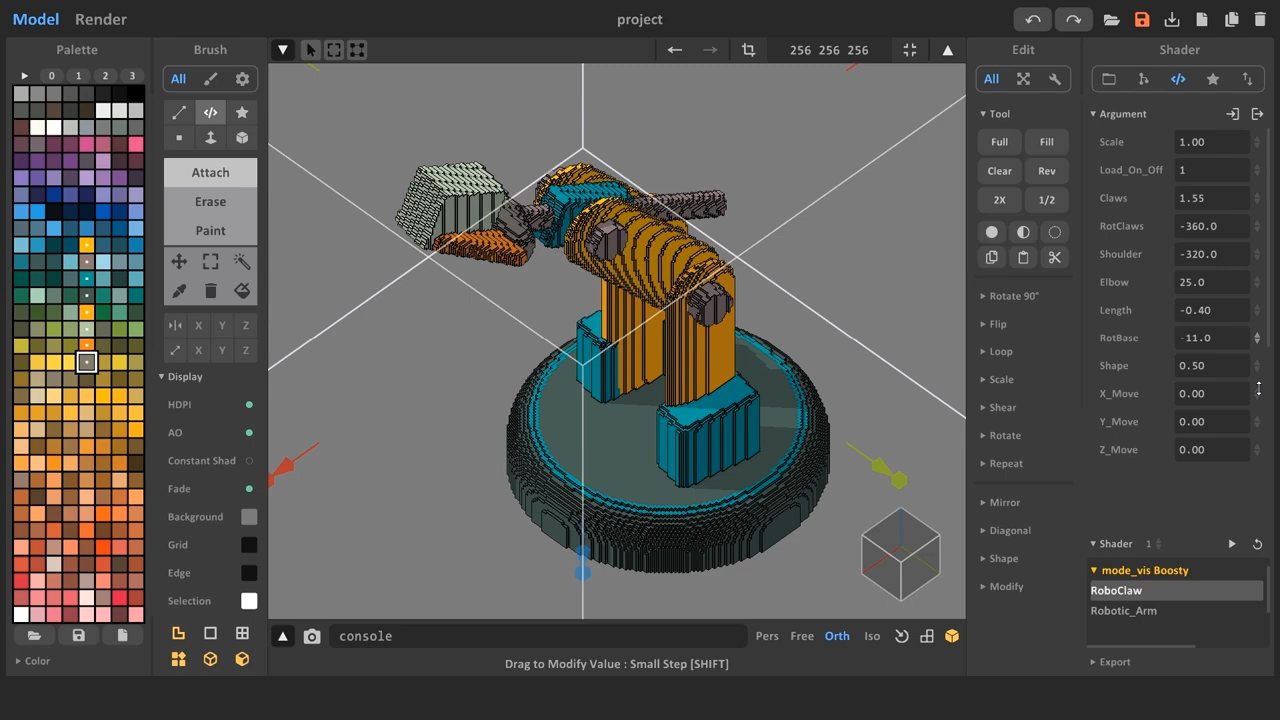 Model Render project
Palette Brush Edit Shader
0 1 2 3
All
256 256 256
All
Tool
Argument
Full Fill
Clear Rev
2X 1/2
Attach
Erase
Paint
X Y Z
X Y Z
Display
HDPI
AO
Constant Shad
Fade
Background
Grid
Edge
Selection
Color
Rotate 90°
Flip
Loop
Scale
Shear
Rotate
Repeat
Mirror
Diagonal
Shape
Modify
Scale 1.00
Load_On_Off 1
Claws 1.55
RotClaws -360.0
Shoulder -320.0
Elbow 25.0
Length -0.40
RotBase -11.0
Shape 0.50
X_Move 0.00
Y_Move 0.00
Z_Move 0.00
Shader 1
mode_vis Boosty
RoboClaw
Robotic_Arm
Export
console
Pers Free Orth Iso
Drag to Modify Value : Small Step [SHIFT]